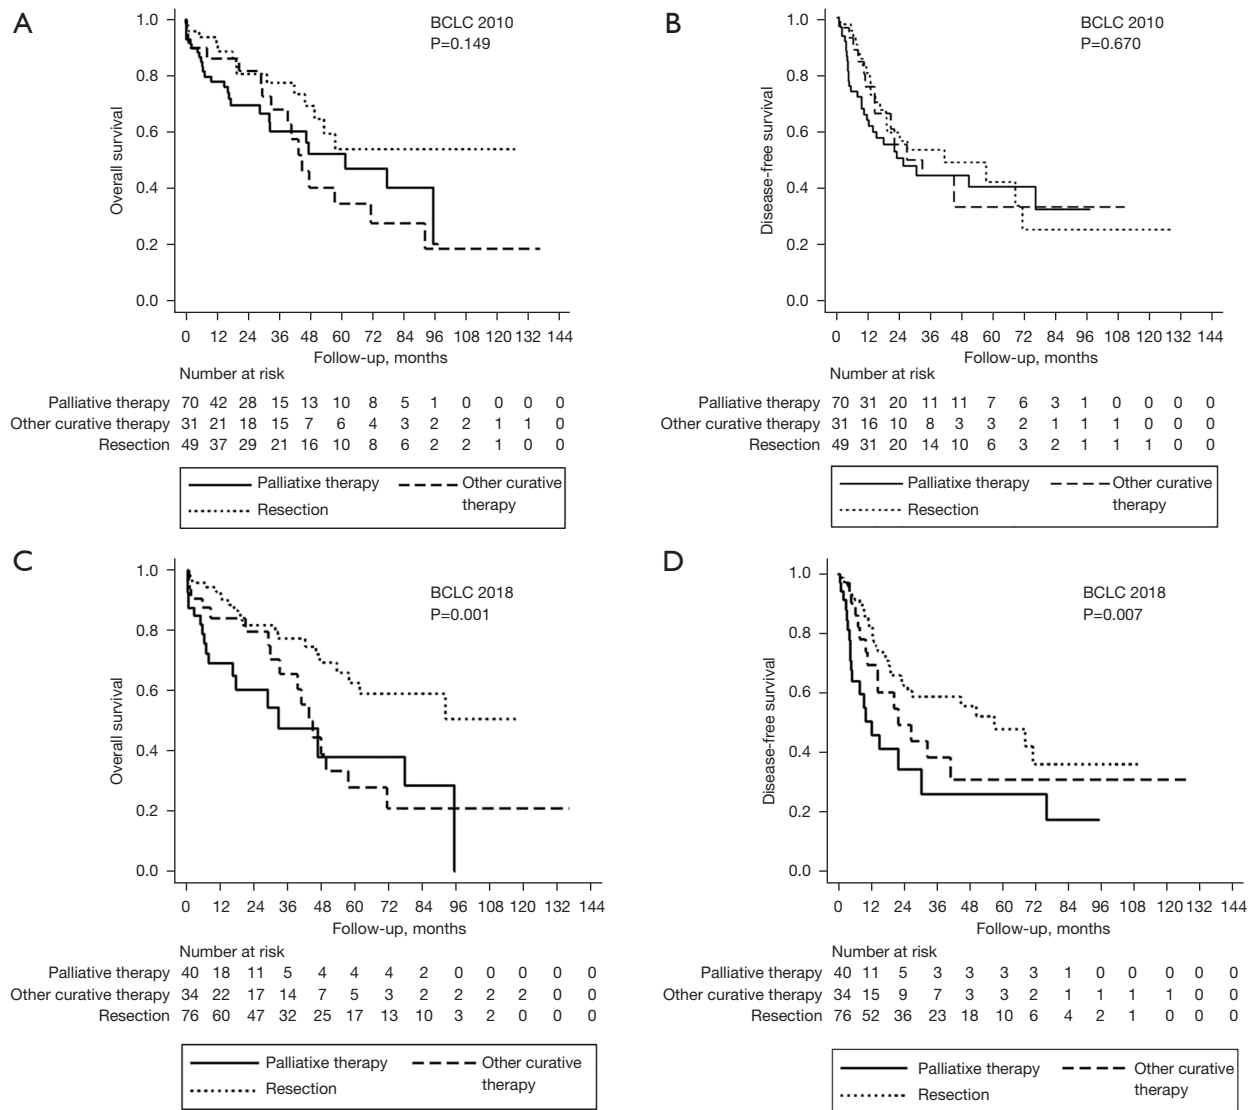 A
BCLC 2010
P=0.149
Overall survival
1.0
0.8
0.6
0.4
0.2
0.0
0 12 24 36 48 60 72 84 96 108 120 132 144
Follow-up, months
Number at risk
Palliative therapy 70 42 28 15 13 10 8 5 1 0 0 0 0
Other curative therapy 31 21 18 15 7 6 4 3 2 2 1 1 0
Resection 49 37 29 21 16 10 8 6 2 2 1 0 0
Palliatixe therapy
Other curative
therapy
Resection
B
BCLC 2010
P=0.670
Disease-free survival
1.0
0.8
0.6
0.4
0.2
0.0
0 12 24 36 48 60 72 84 96 108 120 132 144
Follow-up, months
Number at risk
Palliative therapy 70 31 20 11 11 7 6 3 1 0 0 0 0
Other curative therapy 31 16 10 8 3 3 2 1 1 1 0 0 0
Resection 49 31 20 14 10 6 3 2 1 1 1 0 0
Palliatixe therapy
Other curative
therapy
Resection
C
BCLC 2018
P=0.001
Overall survival
1.0
0.8
0.6
0.4
0.2
0.0
0 12 24 36 48 60 72 84 96 108 120 132 144
Follow-up, months
Number at risk
Palliative therapy 40 18 11 5 4 4 4 2 0 0 0 0 0
Other curative therapy 34 22 17 14 7 5 3 2 2 2 2 0 0
Resection 76 60 47 32 25 17 13 10 3 2 0 0 0
Palliatixe therapy
Other curative
therapy
Resection
D
BCLC 2018
P=0.007
Disease-free survival
1.0
0.8
0.6
0.4
0.2
0.0
0 12 24 36 48 60 72 84 96 108 120 132 144
Follow-up, months
Number at risk
Palliative therapy 40 11 5 3 3 3 3 1 0 0 0 0 0
Other curative therapy 34 15 9 7 3 3 2 1 1 1 1 0 0
Resection 76 52 36 23 18 10 6 4 2 1 0 0 0
Palliatixe therapy
Other curative
therapy
Resection